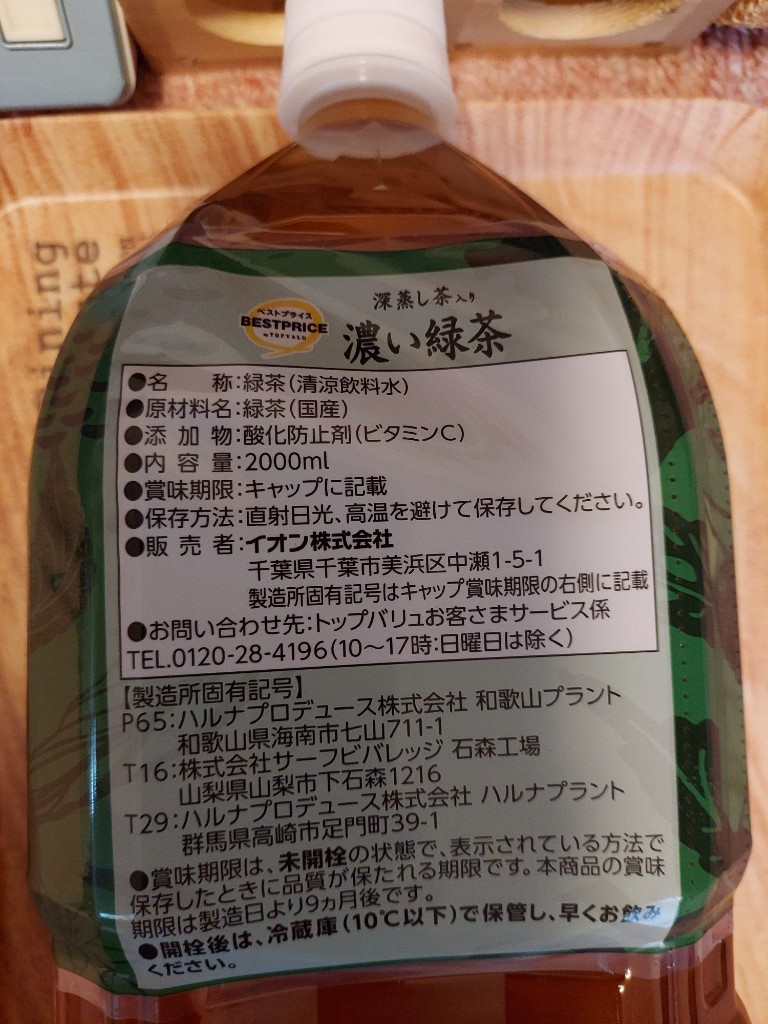 ining
te
深蒸し茶入り
ベストプライス
BESTPRICE
by TOPVALU
濃い緑茶
●名 称:緑茶(清涼飲料水)
●原材料名:緑茶(国産)
●添 加 物:酸化防止剤(ビタミンC)
●内 容 量:2000ml
●賞味期限:キャップに記載
●保存方法:直射日光、高温を避けて保存してください。
●販 売 者:イオン株式会社
千葉県千葉市美浜区中瀬1-5-1
製造所固有記号はキャップ賞味期限の右側に記載
●お問い合わせ先:トップバリュお客さまサービス係
TEL.0120-28-4196(10〜17時:日曜日は除く)
【製造所固有記号】
P65:ハルナプロデュース株式会社 和歌山プラント
和歌山県海南市七山711-1
T16:株式会社サーフビバレッジ 石森工場
山梨県山梨市下石森1216
T29:ハルナプロデュース株式会社 ハルナプラント
群馬県高崎市足門町39-1
●賞味期限は、未開栓の状態で、表示されている方法で
保存したときに品質が保たれる期限です。本商品の賞味
期限は製造日より9ヵ月後です。
●開栓後は、冷蔵庫(10℃以下)で保管し、早くお飲み
ください。